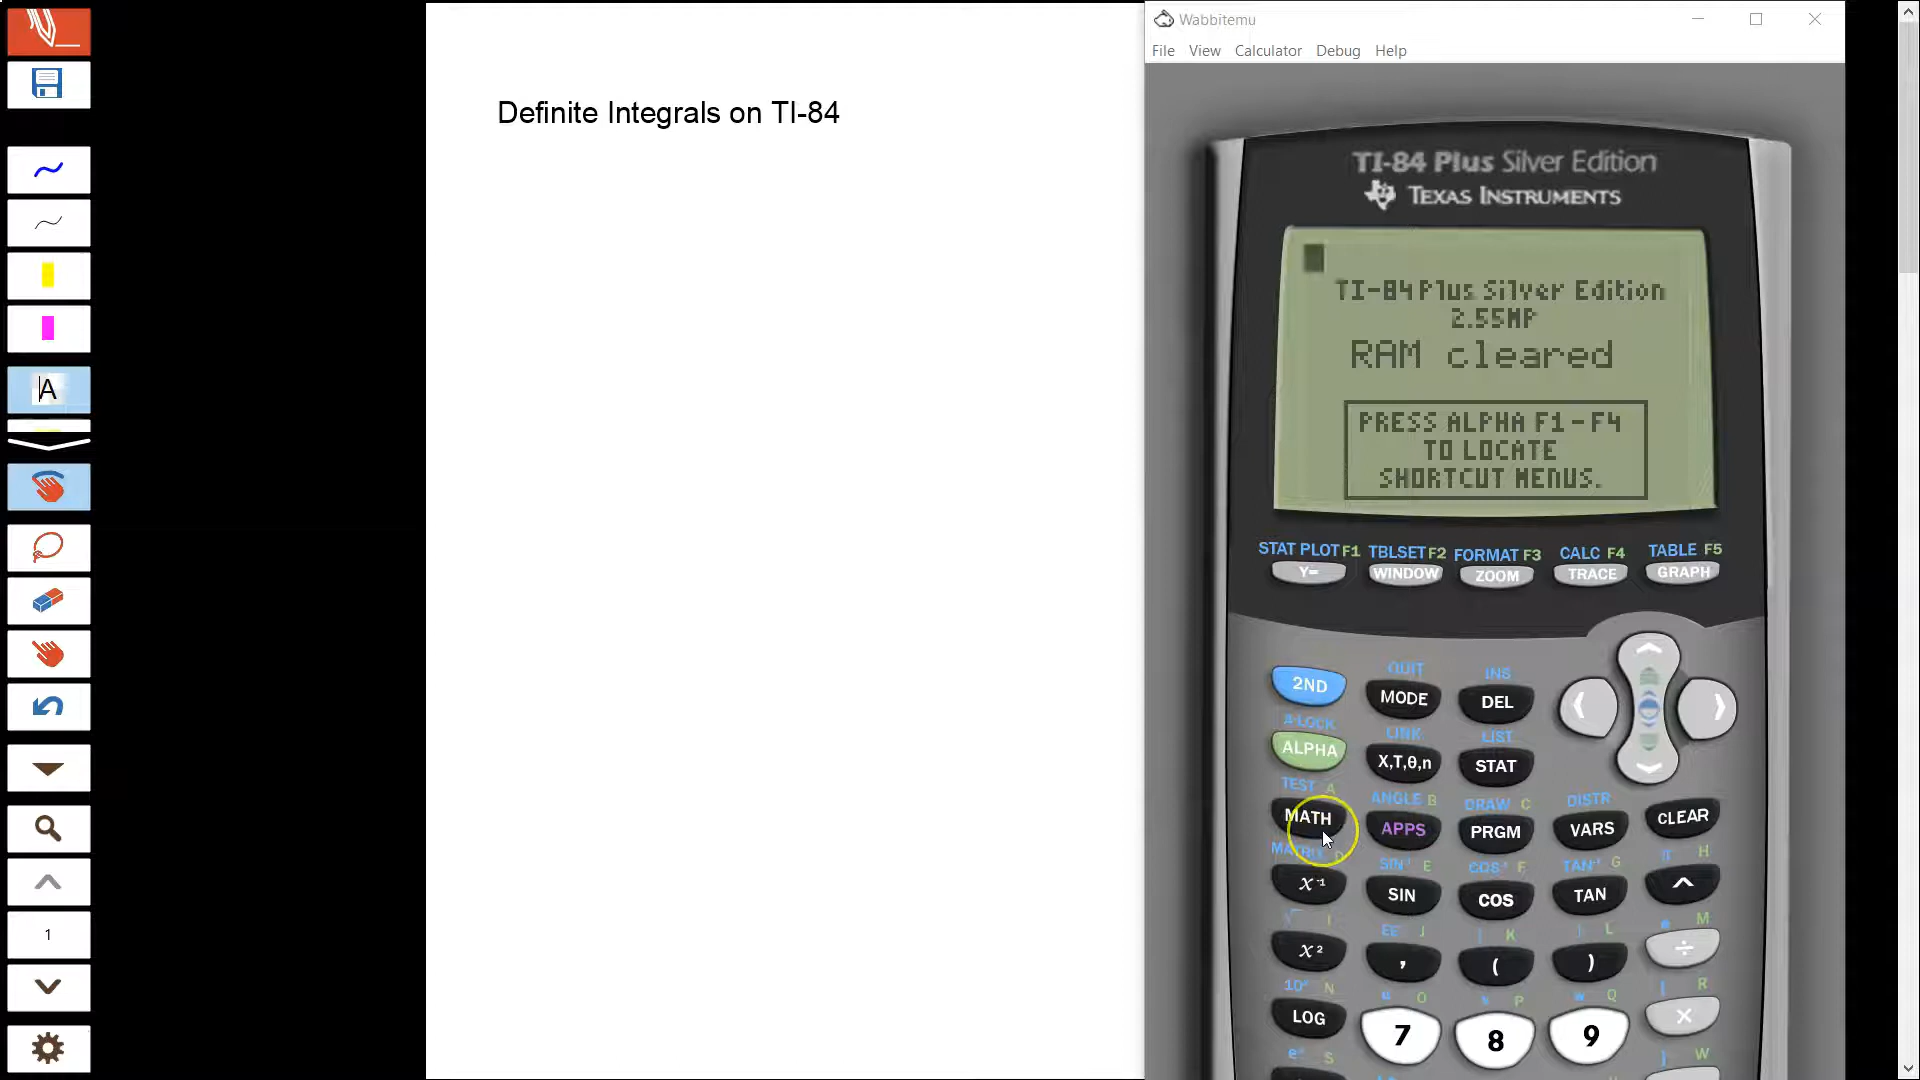 Wabbitemu
File View Calculator Debug Help
Definite Integrals on TI-84
TI-84 Plus Silver Edition
TEXAS INSTRUMENTS
TI-84 Plus Silver Edition
2.55MP
RAM cleared
PRESS ALPHA F1-F4
TO LOCATE
SHORTCUT MENUS.
STAT PLOT F1 TBLSET F2 FORMAT F3 CALC F4 TABLE F5
Y= WINDOW ZOOM TRACE GRAPH
QUIT INS
2ND MODE DEL
A-LOCK LINK LIST
ALPHA X,T,θ,n STAT
TEST A ANGLE B DRAW C DISTR
MATH APPS PRGM VARS CLEAR
MATRIX D SIN⁻¹ E COS⁻¹ F TAN⁻¹ G π H
x⁻¹ SIN COS TAN ^
√ I EE J { K } L e M
x² , ( ) ÷
10ˣ N u O v P w Q [ R
LOG 7 8 9 ×
eˣ S ] W
A
1